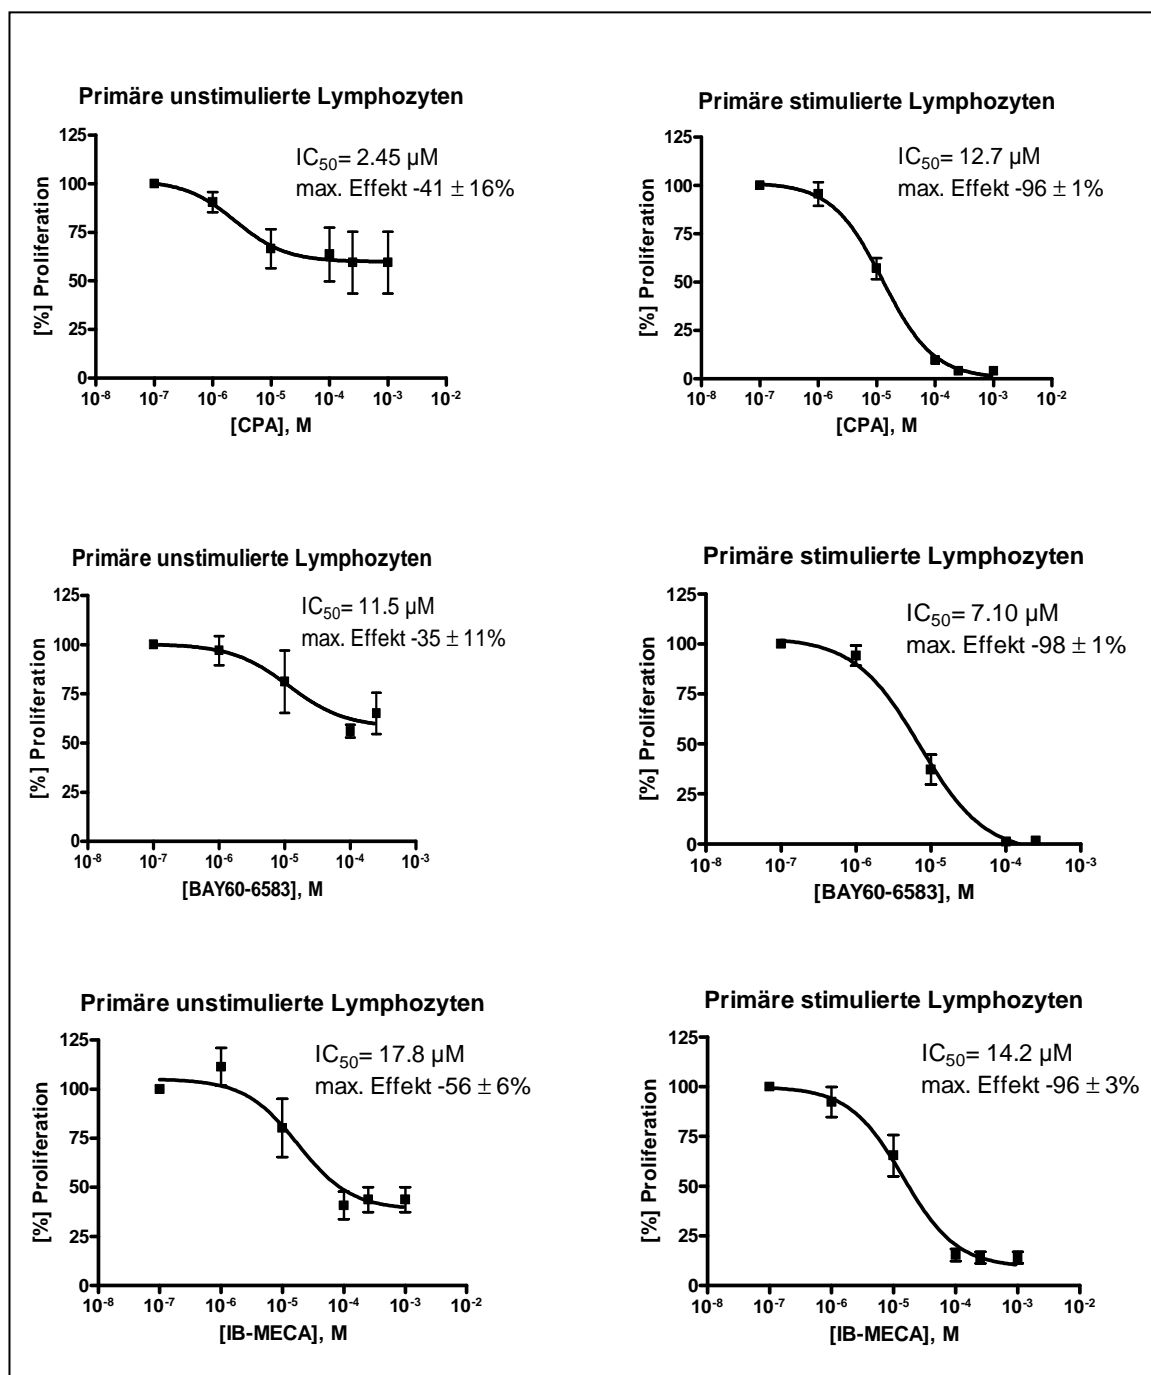 Primäre unstimulierte Lymphozyten
IC50= 2.45 µM
max. Effekt -41 ± 16%
[%] Proliferation
125
100
75
50
25
0
10-8 10-7 10-6 10-5 10-4 10-3 10-2
[CPA], M
Primäre stimulierte Lymphozyten
IC50= 12.7 µM
max. Effekt -96 ± 1%
[%] Proliferation
125
100
75
50
25
0
10-8 10-7 10-6 10-5 10-4 10-3 10-2
[CPA], M
Primäre unstimulierte Lymphozyten
IC50= 11.5 µM
max. Effekt -35 ± 11%
[%] Proliferation
125
100
75
50
25
0
10-8 10-7 10-6 10-5 10-4 10-3
[BAY60-6583], M
Primäre stimulierte Lymphozyten
IC50= 7.10 µM
max. Effekt -98 ± 1%
[%] Proliferation
125
100
75
50
25
0
10-8 10-7 10-6 10-5 10-4 10-3
[BAY60-6583], M
Primäre unstimulierte Lymphozyten
IC50= 17.8 µM
max. Effekt -56 ± 6%
[%] Proliferation
125
100
75
50
25
0
10-8 10-7 10-6 10-5 10-4 10-3 10-2
[IB-MECA], M
Primäre stimulierte Lymphozyten
IC50= 14.2 µM
max. Effekt -96 ± 3%
[%] Proliferation
125
100
75
50
25
0
10-8 10-7 10-6 10-5 10-4 10-3 10-2
[IB-MECA], M